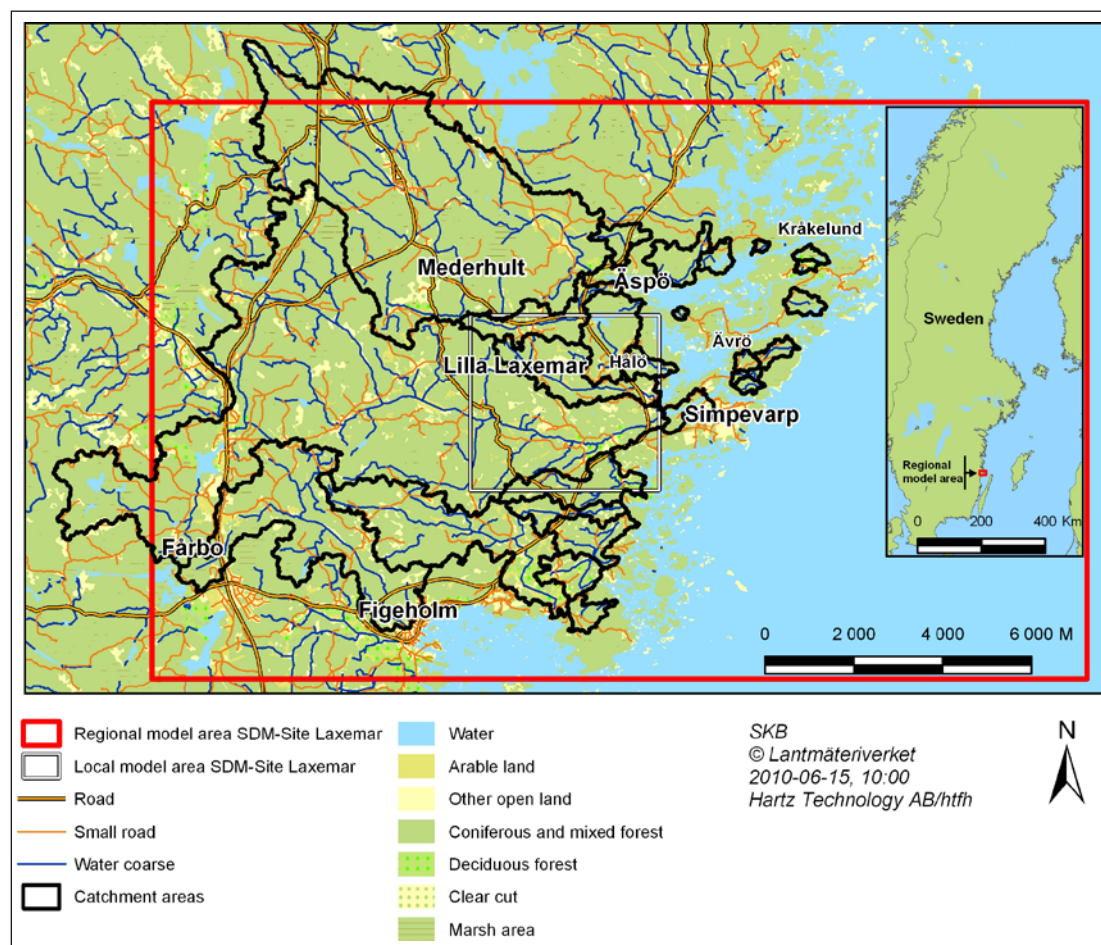 Kråkelund
Mederhult
Äspö
Ävrö
Lilla Laxemar
Hålö
Simpevarp
Fårbo
Figeholm
Sweden
Regional
model area
0 200 400 Km
0 2 000 4 000 6 000 M
Regional model area SDM-Site Laxemar
Local model area SDM-Site Laxemar
Road
Small road
Water coarse
Catchment areas
Water
Arable land
Other open land
Coniferous and mixed forest
Deciduous forest
Clear cut
Marsh area
SKB
© Lantmäteriverket
2010-06-15, 10:00
Hartz Technology AB/htfh
N